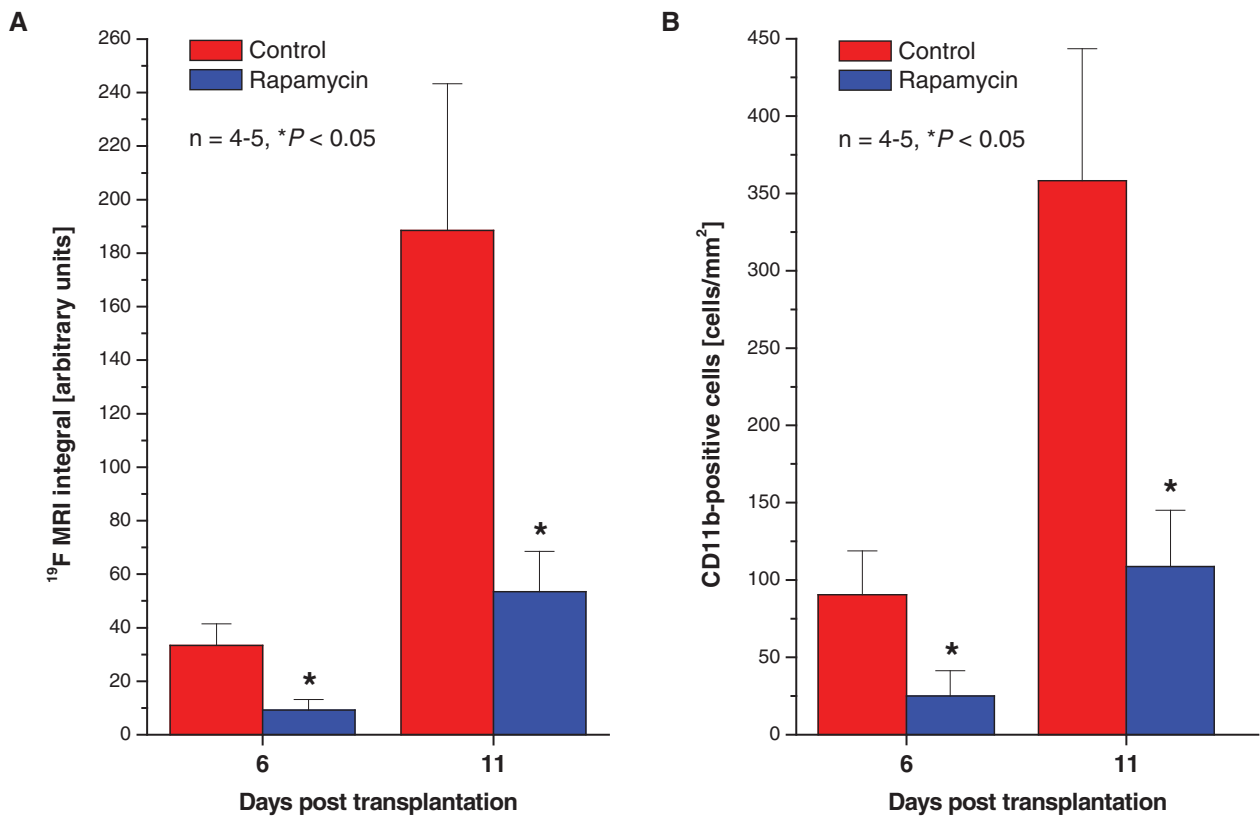 A
260
240
220
200
180
160
140
120
100
80
60
40
20
0
¹⁹F MRI integral [arbitrary units]
Control
Rapamycin
n = 4-5, *P < 0.05
*
*
6
11
Days post transplantation
B
450
400
350
300
250
200
150
100
50
0
CD11b-positive cells [cells/mm²]
Control
Rapamycin
n = 4-5, *P < 0.05
*
*
6
11
Days post transplantation